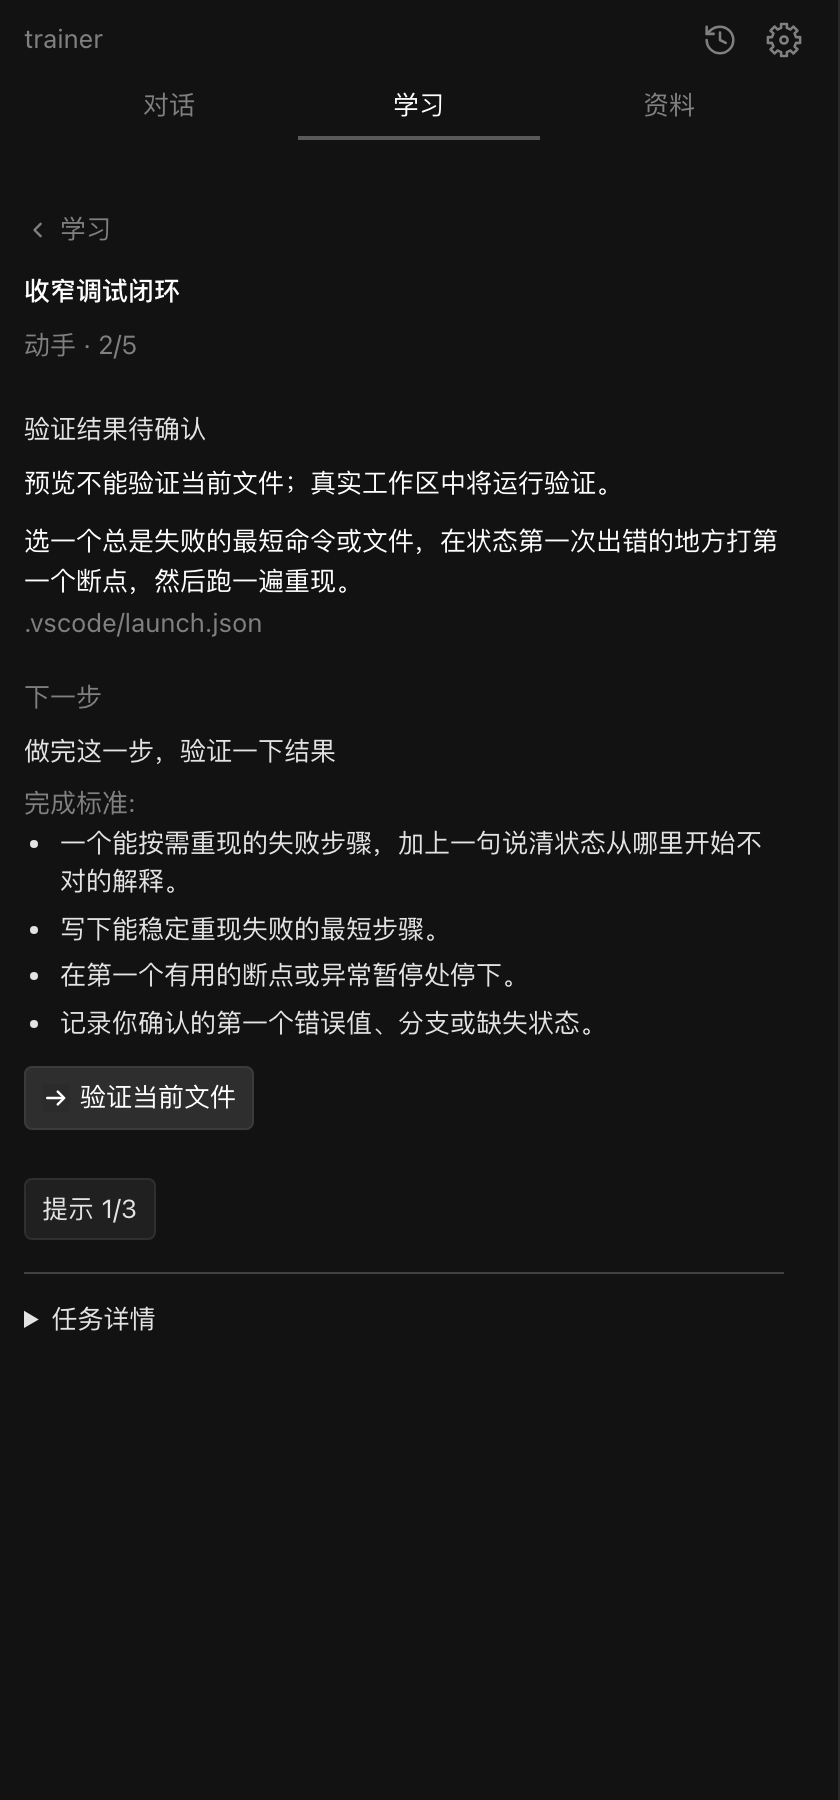 trainer
对话
学习
资料
学习
收窄调试闭环
动手 · 2/5
验证结果待确认
预览不能验证当前文件；真实工作区中将运行验证。
选一个总是失败的最短命令或文件，在状态第一次出错的地方打第
一个断点，然后跑一遍重现。
.vscode/launch.json
下一步
做完这一步，验证一下结果
完成标准:
• 一个能按需重现的失败步骤，加上一句说清状态从哪里开始不
对的解释。
• 写下能稳定重现失败的最短步骤。
• 在第一个有用的断点或异常暂停处停下。
• 记录你确认的第一个错误值、分支或缺失状态。
→ 验证当前文件
提示 1/3
▶ 任务详情